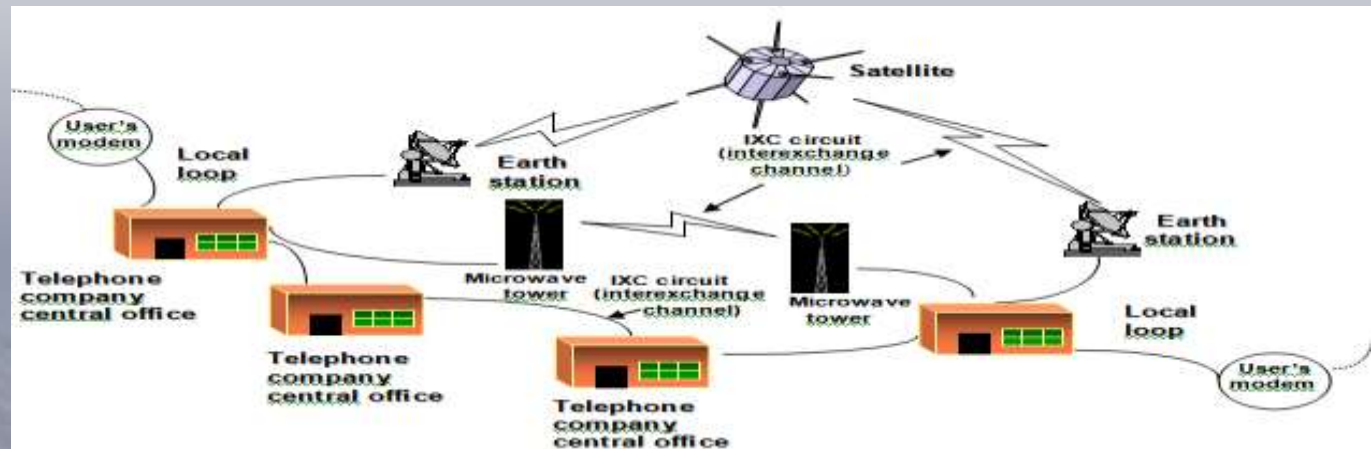 Satellite
User's
modem
Local
loop
IXC circuit
(interexchange
channel)
Earth
station
Earth
station
Telephone
company
central office
Microwave
tower
IXC circuit
(interexchange
channel)
Microwave
tower
Local
loop
Telephone
company
central office
User's
modem
Telephone
company
central office